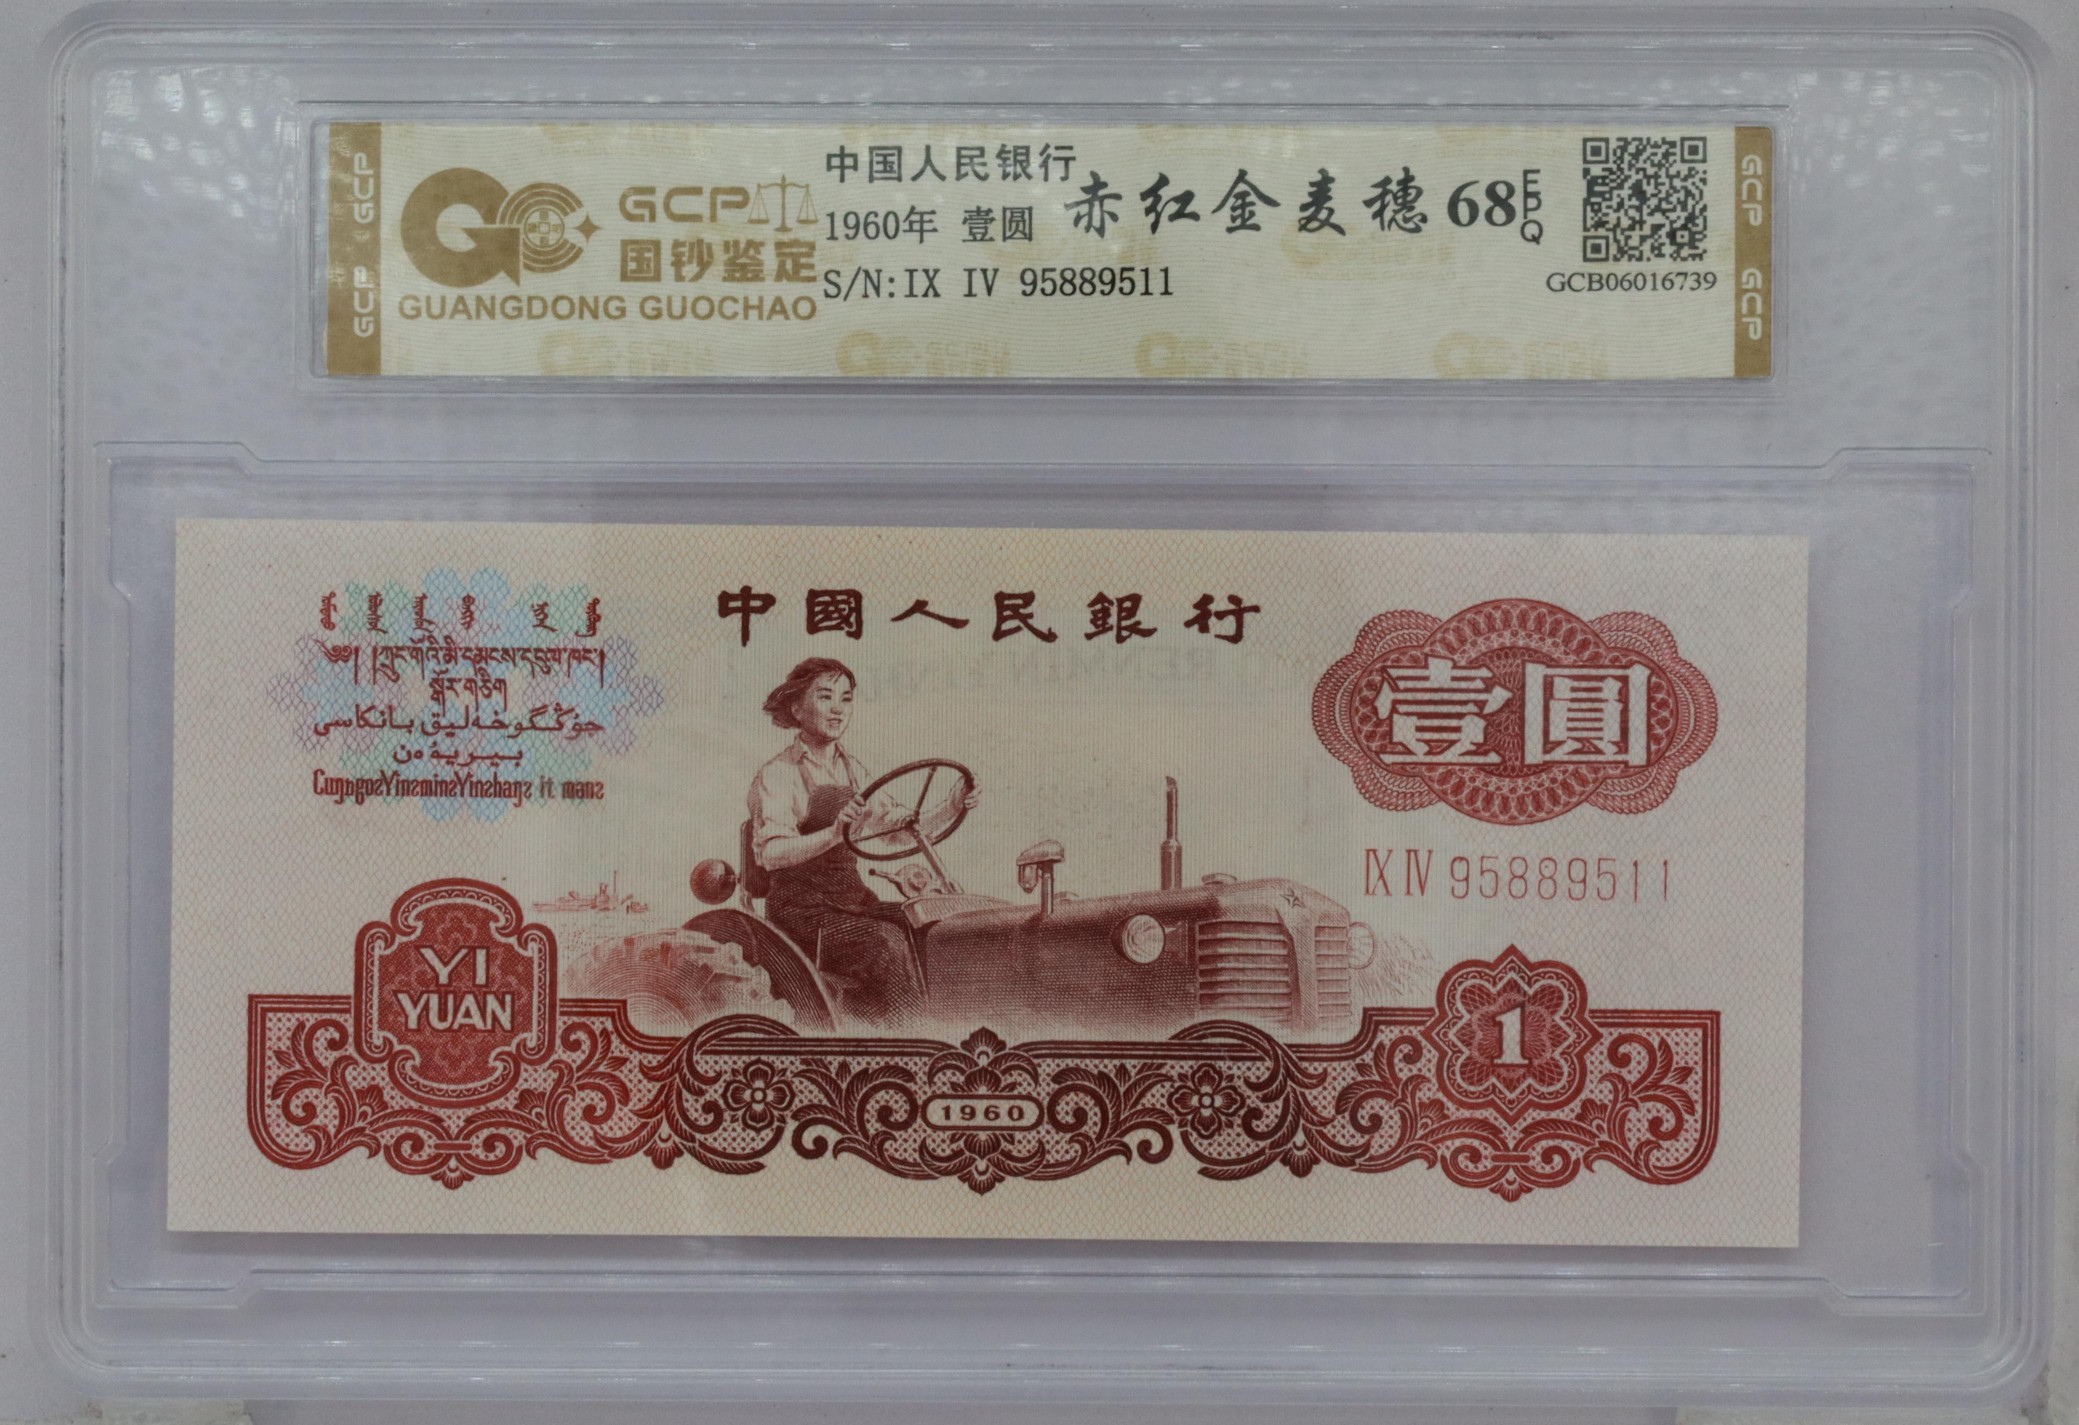 GCP
GCP
GCP
国钞鉴定
GUANGDONG GUOCHAO
中国人民银行
1960年 壹圆
S/N:IX IV 95889511
赤红金麦穗 68 EPQ
GCB06016739
GCP
GCP
中國人民銀行
壹圓
IX IV 95889511
YI
YUAN
1960
1